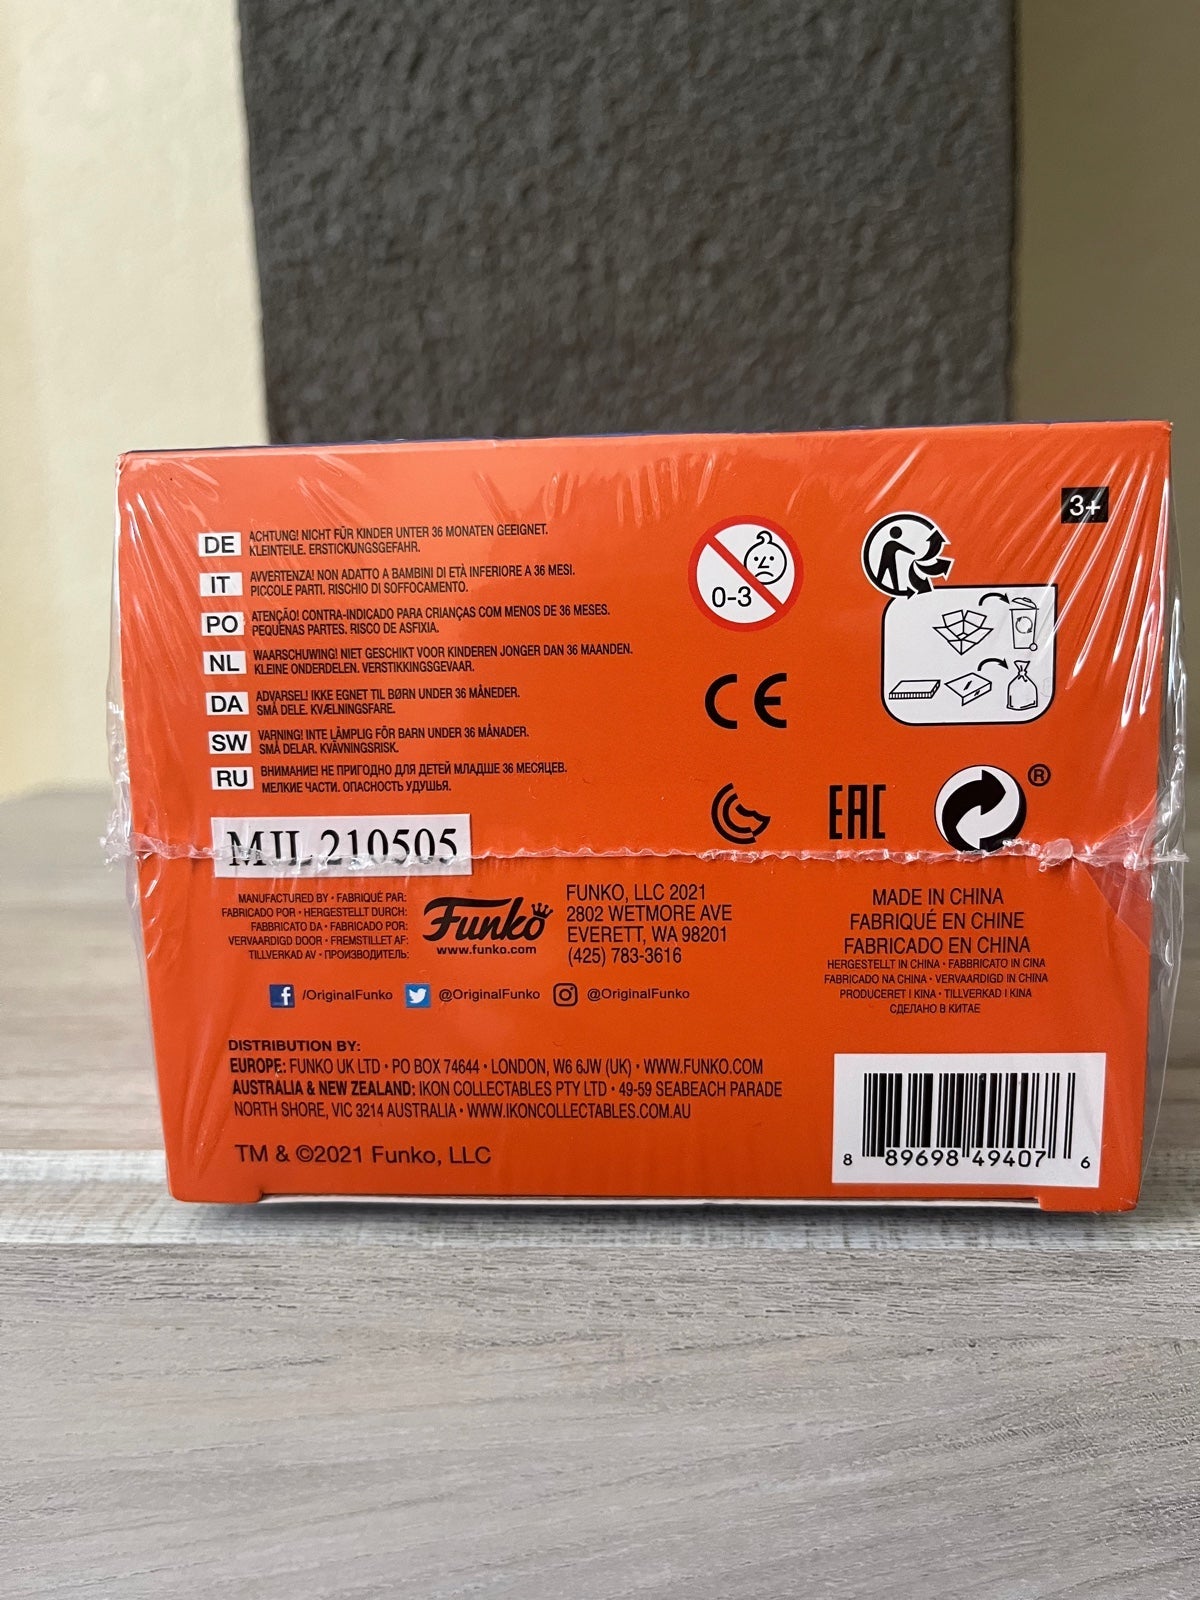 3+
DE ACHTUNG! NICHT FÜR KINDER UNTER 36 MONATEN GEEIGNET.
KLEINTEILE. ERSTICKUNGSGEFAHR.
IT AVVERTENZA! NON ADATTO A BAMBINI DI ETÀ INFERIORE A 36 MESI.
PICCOLE PARTI. RISCHIO DI SOFFOCAMENTO.
PO ATENÇÃO! CONTRA-INDICADO PARA CRIANÇAS COM MENOS DE 36 MESES.
PEQUENAS PARTES. RISCO DE ASFIXIA.
NL WAARSCHUWING! NIET GESCHIKT VOOR KINDEREN JONGER DAN 36 MAANDEN.
KLEINE ONDERDELEN. VERSTIKKINGSGEVAAR.
DA ADVARSEL! IKKE EGNET TIL BØRN UNDER 36 MÅNEDER.
SMÅ DELE. KVÆLNINGSFARE.
SW VARNING! INTE LÄMPLIG FÖR BARN UNDER 36 MÅNADER.
SMÅ DELAR. KVÄVNINGSRISK.
RU ВНИМАНИЕ! НЕ ПРИГОДНО ДЛЯ ДЕТЕЙ МЛАДШЕ 36 МЕСЯЦЕВ.
МЕЛКИЕ ЧАСТИ. ОПАСНОСТЬ УДУШЬЯ.
0-3
CE
EAC
®
MJL 210505
MANUFACTURED BY • FABRIQUÉ PAR:
FABRICADO POR • HERGESTELLT DURCH:
FABBRICATO DA • FABRICADO POR:
VERVAARDIGD DOOR • FREMSTILLET AF:
TILLVERKAD AV • ПРОИЗВОДИТЕЛЬ:
Funko
www.funko.com
FUNKO, LLC 2021
2802 WETMORE AVE
EVERETT, WA 98201
(425) 783-3616
MADE IN CHINA
FABRIQUÉ EN CHINE
FABRICADO EN CHINA
HERGESTELLT IN CHINA • FABBRICATO IN CINA
FABRICADO NA CHINA • VERVAARDIGD IN CHINA
PRODUCERET I KINA • TILLVERKAD I KINA
СДЕЛАНО В КИТАЕ
f /OriginalFunko @OriginalFunko @OriginalFunko
DISTRIBUTION BY:
EUROPE: FUNKO UK LTD • PO BOX 74644 • LONDON, W6 6JW (UK) • WWW.FUNKO.COM
AUSTRALIA & NEW ZEALAND: IKON COLLECTABLES PTY LTD • 49-59 SEABEACH PARADE
NORTH SHORE, VIC 3214 AUSTRALIA • WWW.IKONCOLLECTABLES.COM.AU
TM & ©2021 Funko, LLC
8 89698 49407 6